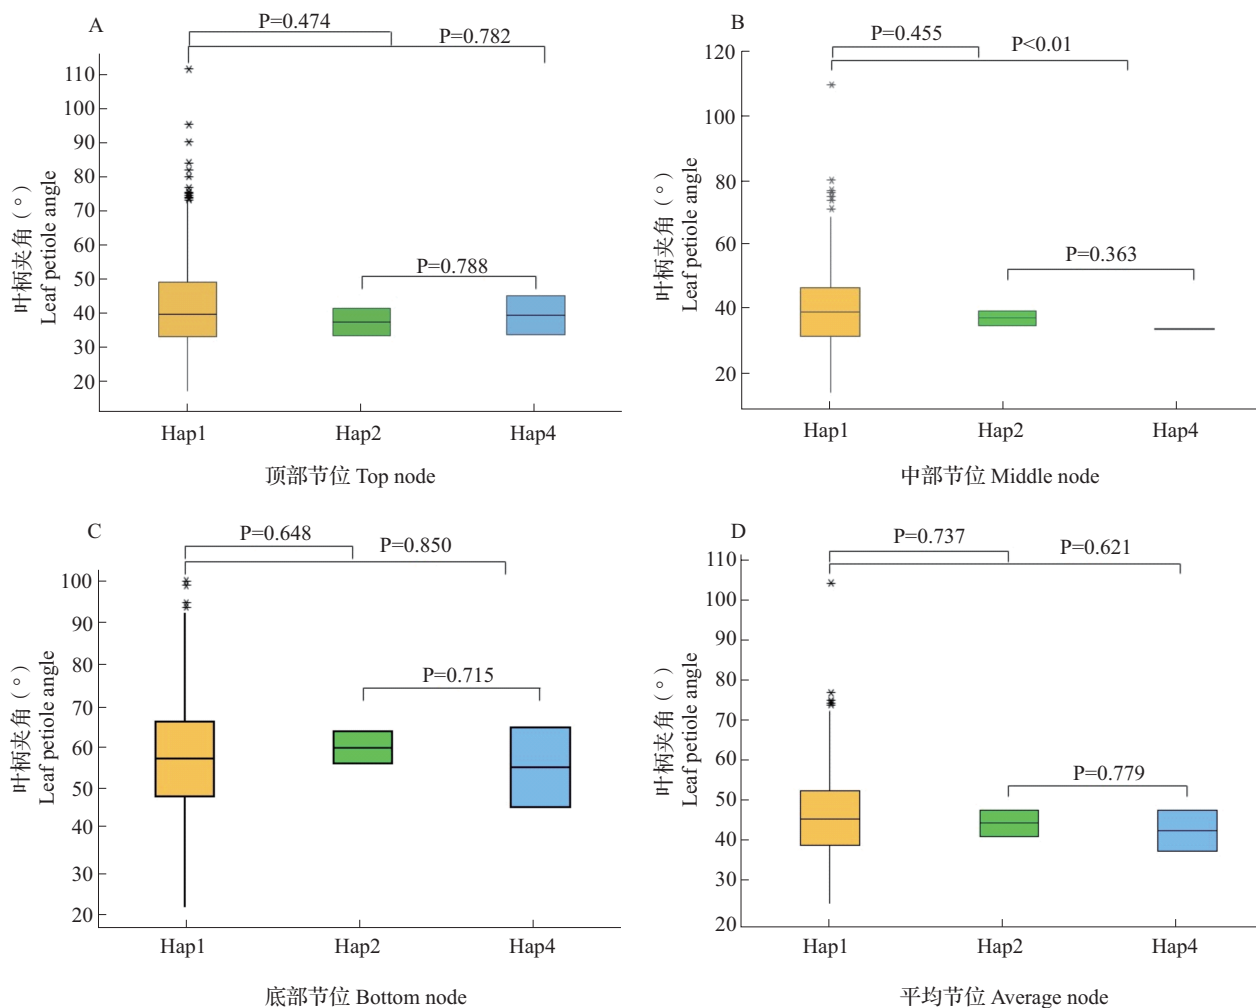 A
P=0.474
P=0.782
110
100
90
80
70
60
50
40
30
20
叶柄夹角(°)
Leaf petiole angle
P=0.788
Hap1 Hap2 Hap4
顶部节位 Top node
B
P=0.455
P<0.01
120
100
80
60
40
20
叶柄夹角(°)
Leaf petiole angle
P=0.363
Hap1 Hap2 Hap4
中部节位 Middle node
C
P=0.648
P=0.850
100
90
80
70
60
50
40
30
20
叶柄夹角(°)
Leaf petiole angle
P=0.715
Hap1 Hap2 Hap4
底部节位 Bottom node
D
P=0.737
P=0.621
110
100
90
80
70
60
50
40
30
20
叶柄夹角(°)
Leaf petiole angle
P=0.779
Hap1 Hap2 Hap4
平均节位 Average node